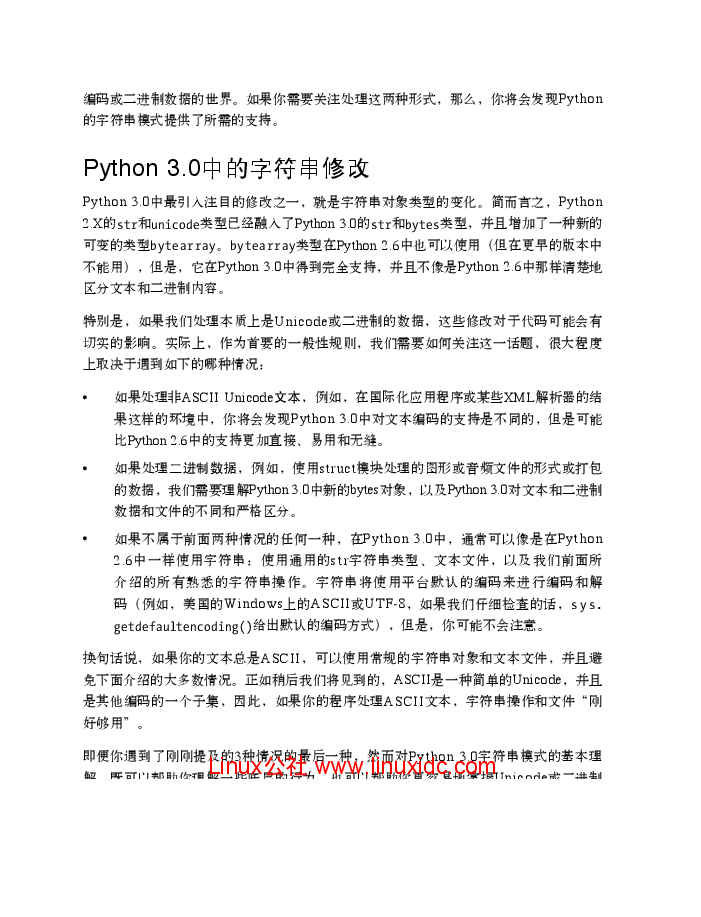 编码或二进制数据的世界。如果你需要关注处理这两种形式，那么，你将会发现Python
的字符串模式提供了所需的支持。
Python 3.0中的字符串修改
Python 3.0中最引入注目的修改之一，就是字符串对象类型的变化。简而言之，Python
2.X的str和unicode类型已经融入了Python 3.0的str和bytes类型，并且增加了一种新的
可变的类型bytearray。bytearray类型在Python 2.6中也可以使用（但在更早的版本中
不能用），但是，它在Python 3.0中得到完全支持，并且不像是Python 2.6中那样清楚地
区分文本和二进制内容。
特别是，如果我们处理本质上是Unicode或二进制的数据，这些修改对于代码可能会有
切实的影响。实际上，作为首要的一般性规则，我们需要如何关注这一话题，很大程度
上取决于遇到如下的哪种情况：
• 如果处理非ASCII Unicode文本，例如，在国际化应用程序或某些XML解析器的结
果这样的环境中，你将会发现Python 3.0中对文本编码的支持是不同的，但是可能
比Python 2.6中的支持更加直接、易用和无缝。
• 如果处理二进制数据，例如，使用struct模块处理的图形或音频文件的形式或打包
的数据，我们需要理解Python 3.0中新的bytes对象，以及Python 3.0对文本和二进制
数据和文件的不同和严格区分。
• 如果不属于前面两种情况的任何一种，在Python 3.0中，通常可以像是在Python
2.6中一样使用字符串：使用通用的str字符串类型、文本文件，以及我们前面所
介绍的所有熟悉的字符串操作。字符串将使用平台默认的编码来进行编码和解
码（例如，美国的Windows上的ASCII或UTF-8，如果我们仔细检查的话，sys.
getdefaultencoding()给出默认的编码方式），但是，你可能不会注意。
换句话说，如果你的文本总是ASCII，可以使用常规的字符串对象和文本文件，并且避
免下面介绍的大多数情况。正如稍后我们将见到的，ASCII是一种简单的Unicode，并且
是其他编码的一个子集，因此，如果你的程序处理ASCII文本，字符串操作和文件“刚
好够用”。
即便你遇到了刚刚提及的3种情况的最后一种，然而对Python 3.0字符串模式的基本理
解，既可以帮助你理解一些底层的行为，也可以帮助你更容易地掌握Unicode或二进制
Linux公社 www.linuxidc.com